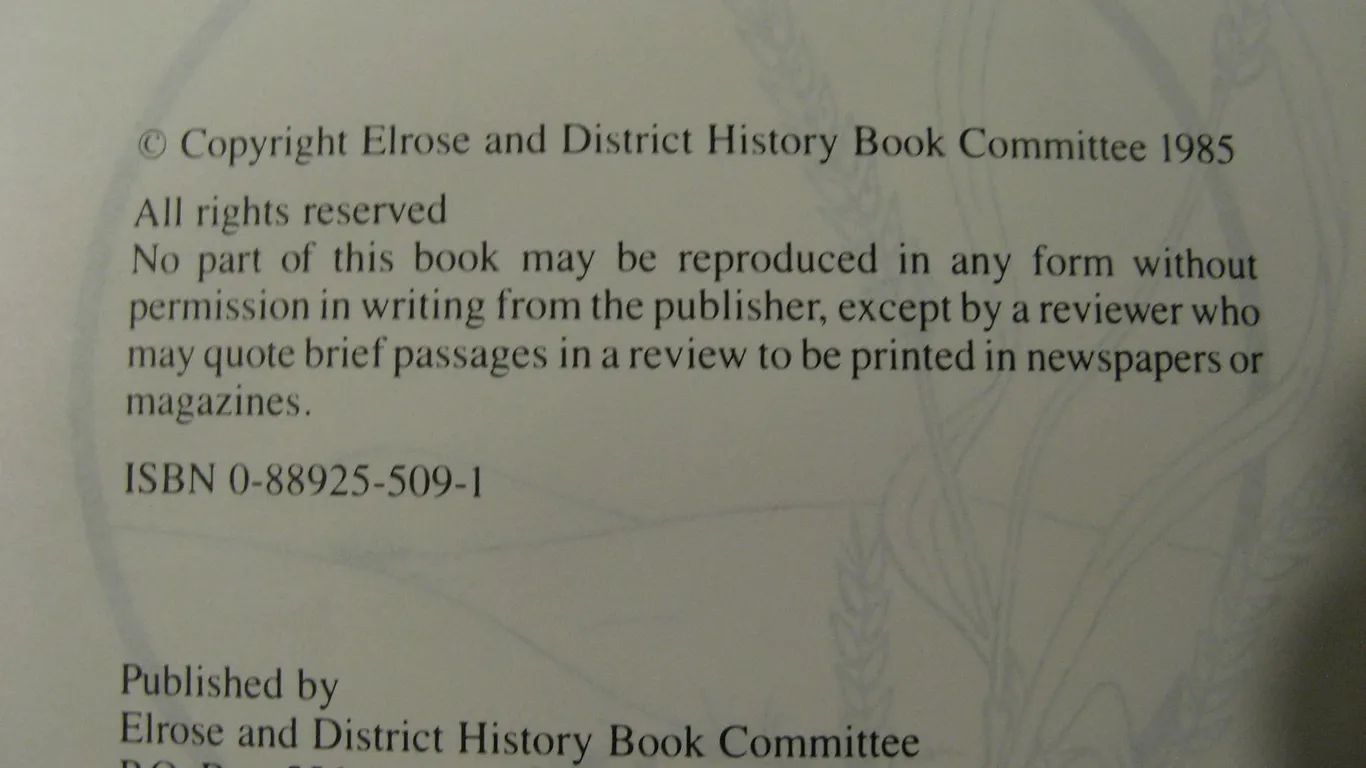 © Copyright Elrose and District History Book Committee 1985
All rights reserved
No part of this book may be reproduced in any form without
permission in writing from the publisher, except by a reviewer who
may quote brief passages in a review to be printed in newspapers or
magazines.
ISBN 0-88925-509-1
Published by
Elrose and District History Book Committee